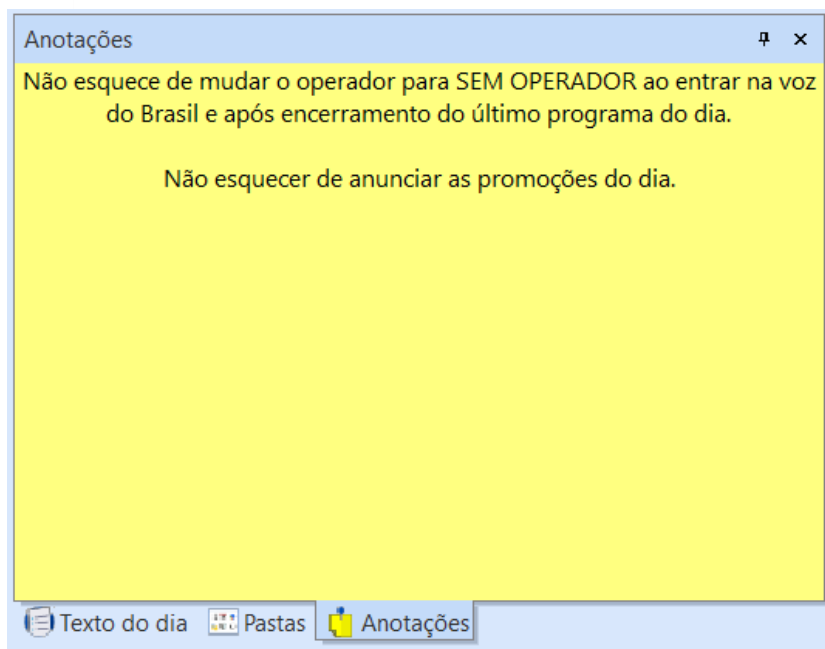 Anotações
Não esquece de mudar o operador para SEM OPERADOR ao entrar na voz
do Brasil e após encerramento do último programa do dia.
Não esquecer de anunciar as promoções do dia.
Texto do dia Pastas Anotações